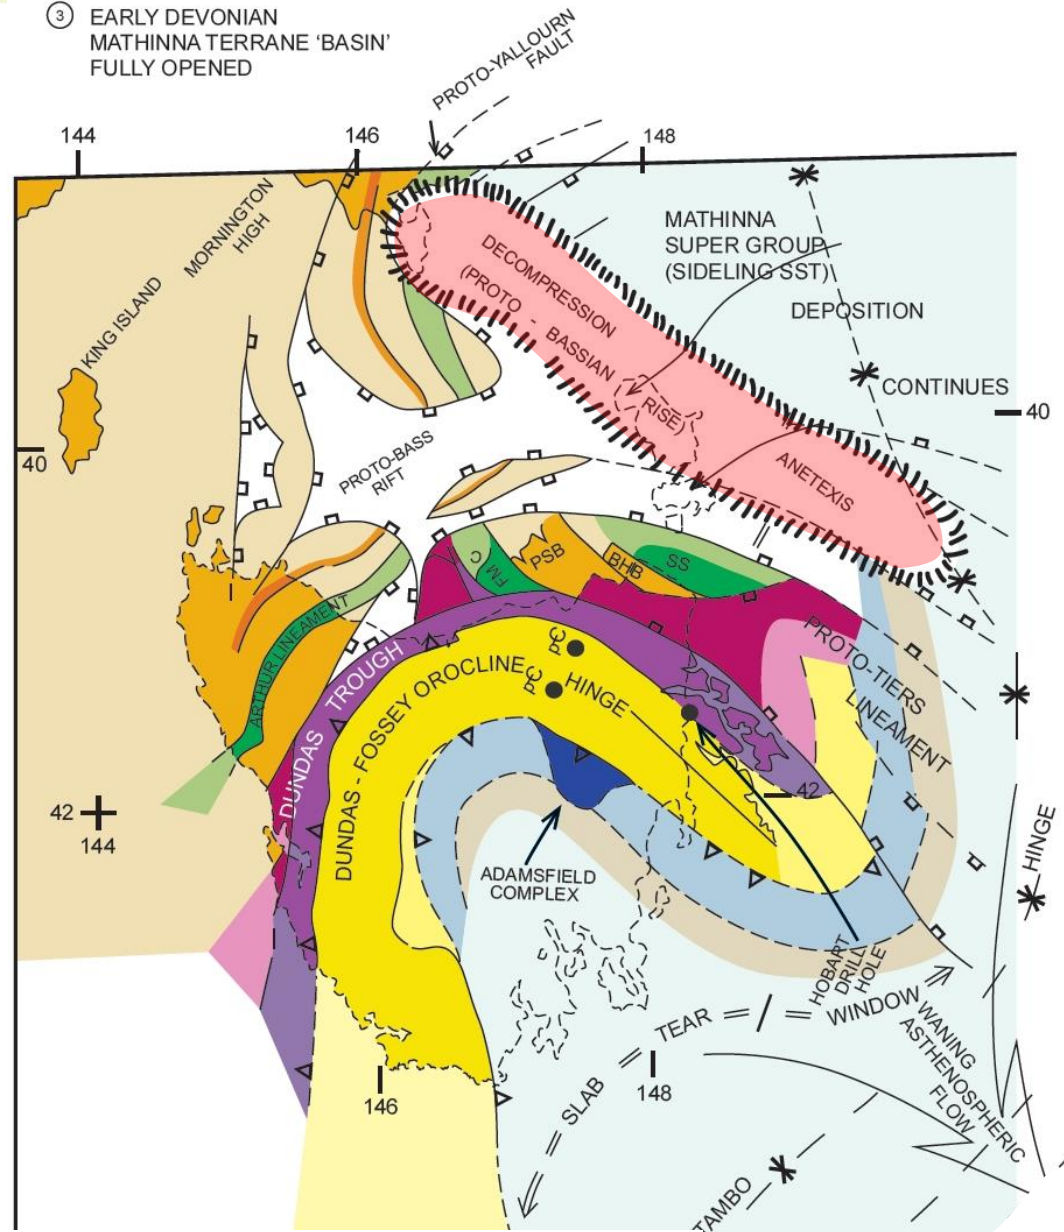 ③ EARLY DEVONIAN
MATHINNA TERRANE ‘BASIN’
FULLY OPENED
PROTO-YALLOURN
FAULT
144
146
148
MORNINGTON
HIGH
KING ISLAND
MATHINNA
SUPER GROUP
(SIDELING SST)
DEPOSITION
CONTINUES
DECOMPRESSION
(PROTO - BASSIAN
RISE)
ANETEXIS
40
40
PROTO-BASS
RIFT
C
FM
PSB
BHB
SS
ARTHUR LINEAMENT
DUNDAS TROUGH
DUNDAS - FOSSEY OROCLINE
HINGE
PЄ
PЄ
PROTO-TIERS
LINEAMENT
42
42
144
ADAMSFIELD
COMPLEX
HINGE
HOBART
DRILL
HOLE
SLAB
TEAR
WINDOW
WANING
ASTHENOSPHERIC
FLOW
146
148
TAMBO